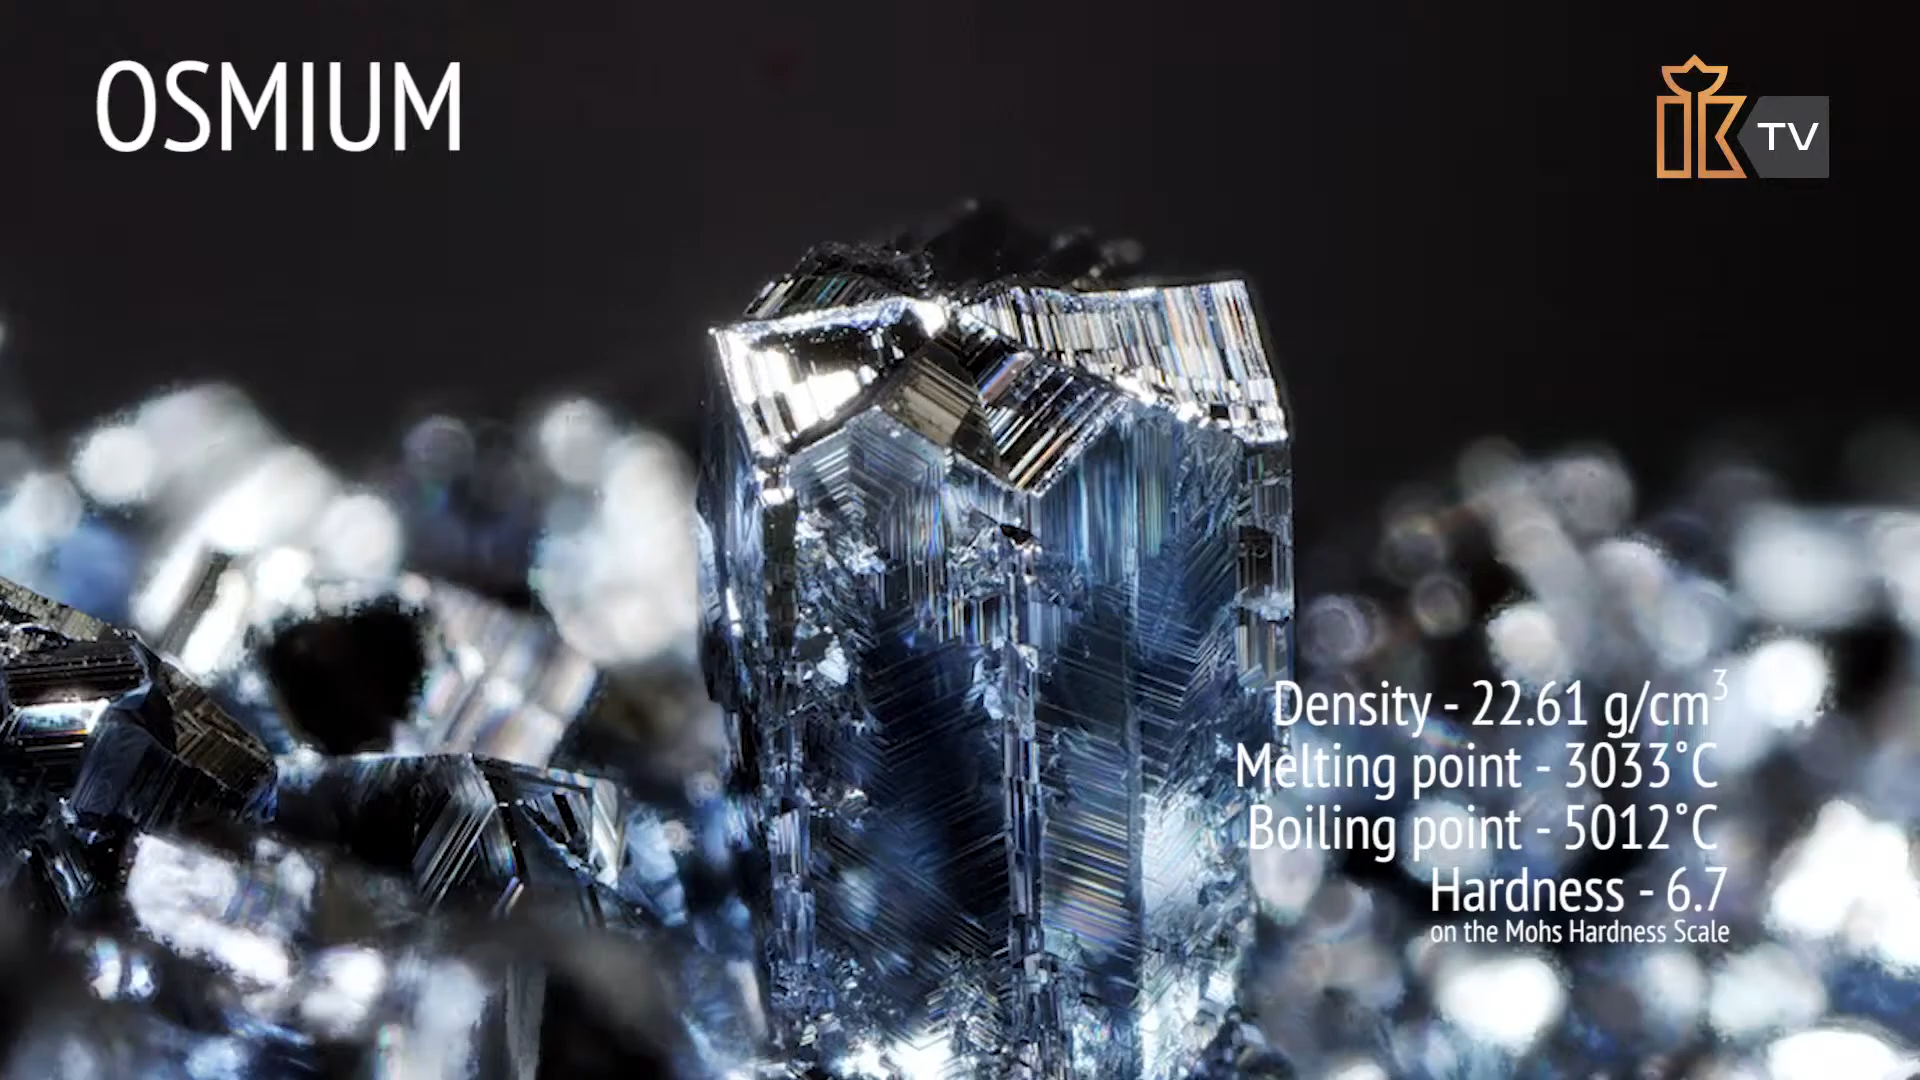 OSMIUM
IK TV
Density - 22.61 g/cm³
Melting point - 3033°C
Boiling point - 5012°C
Hardness - 6.7
on the Mohs Hardness Scale